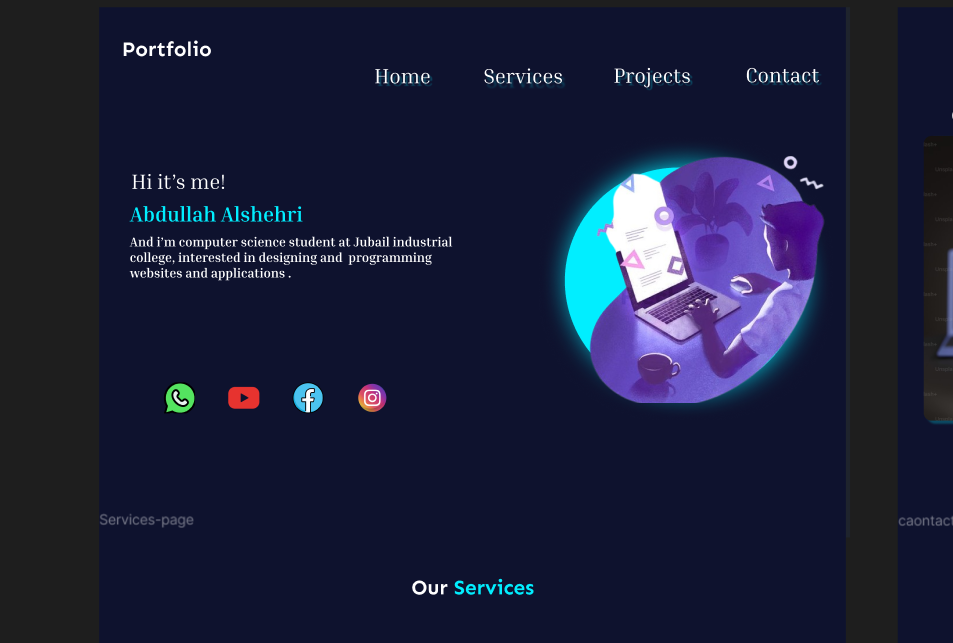 Portfolio
Home Services Projects Contact
Hi it’s me!
Abdullah Alshehri
And i’m computer science student at Jubail industrial
college, interested in designing and programming
websites and applications .
Services-page
caontact
Our Services